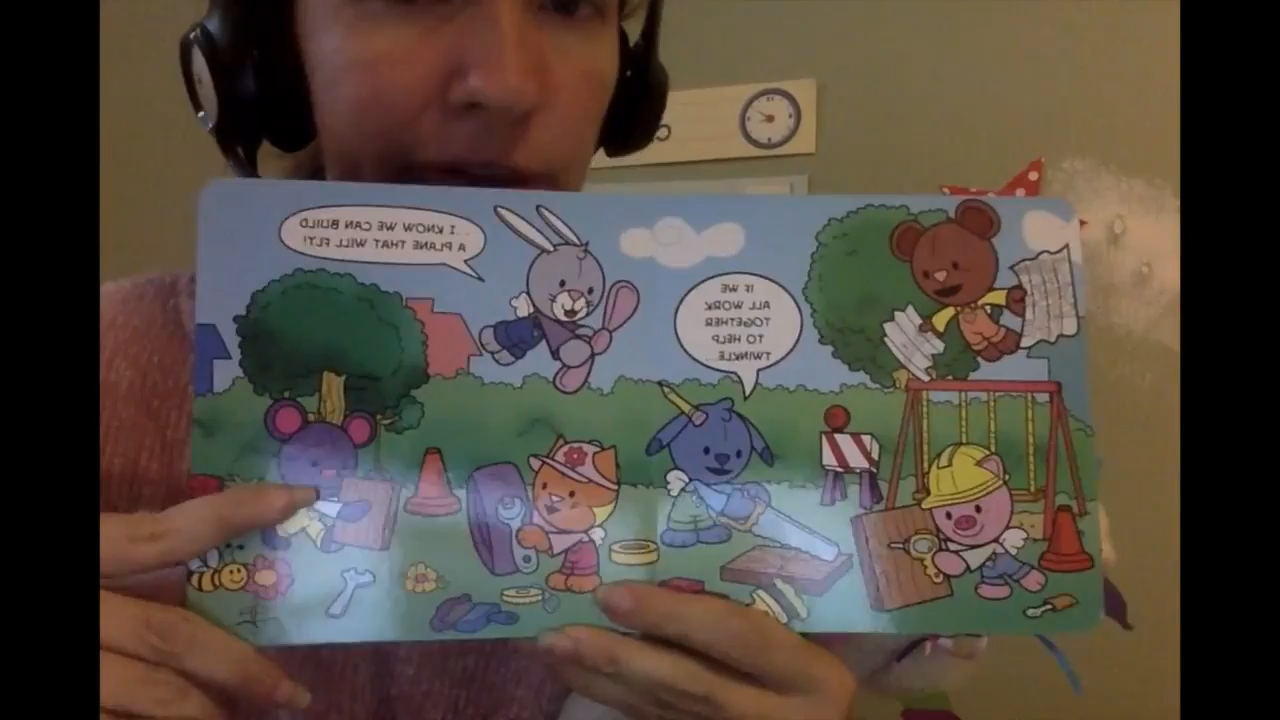 IF WE
ALL WORK
TOGETHER
TO HELP
TWINKLE...
...I KNOW WE CAN BUILD
A PLANE THAT WILL FLY!